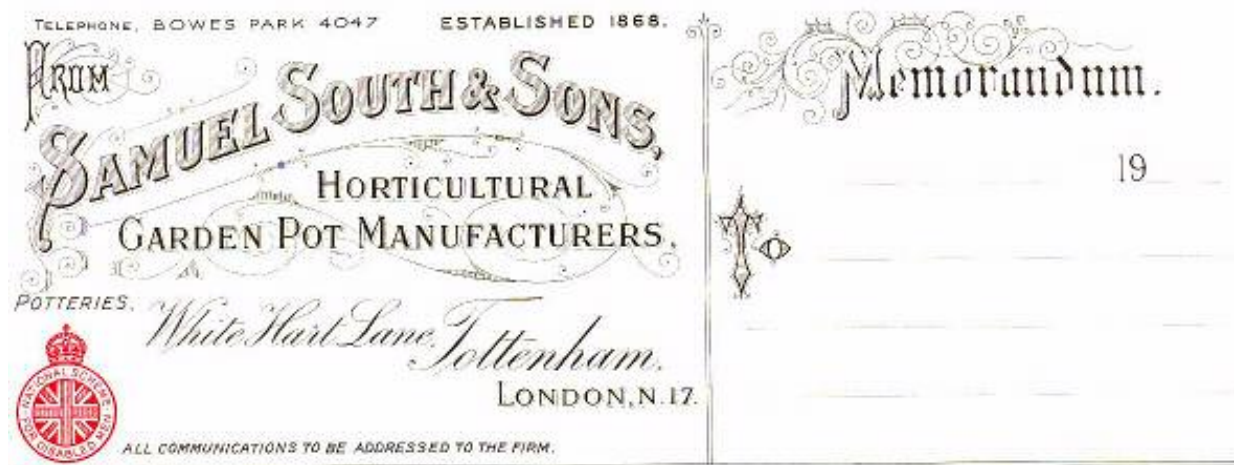 TELEPHONE, BOWES PARK 4047
ESTABLISHED 1868.
FROM
SAMUEL SOUTH & SONS,
HORTICULTURAL
GARDEN POT MANUFACTURERS,
POTTERIES,
White Hart Lane, Tottenham.
LONDON, N.17.
NATIONAL SCHEME
FOR DISABLED MEN
ALL COMMUNICATIONS TO BE ADDRESSED TO THE FIRM.
Memorandum.
19
To